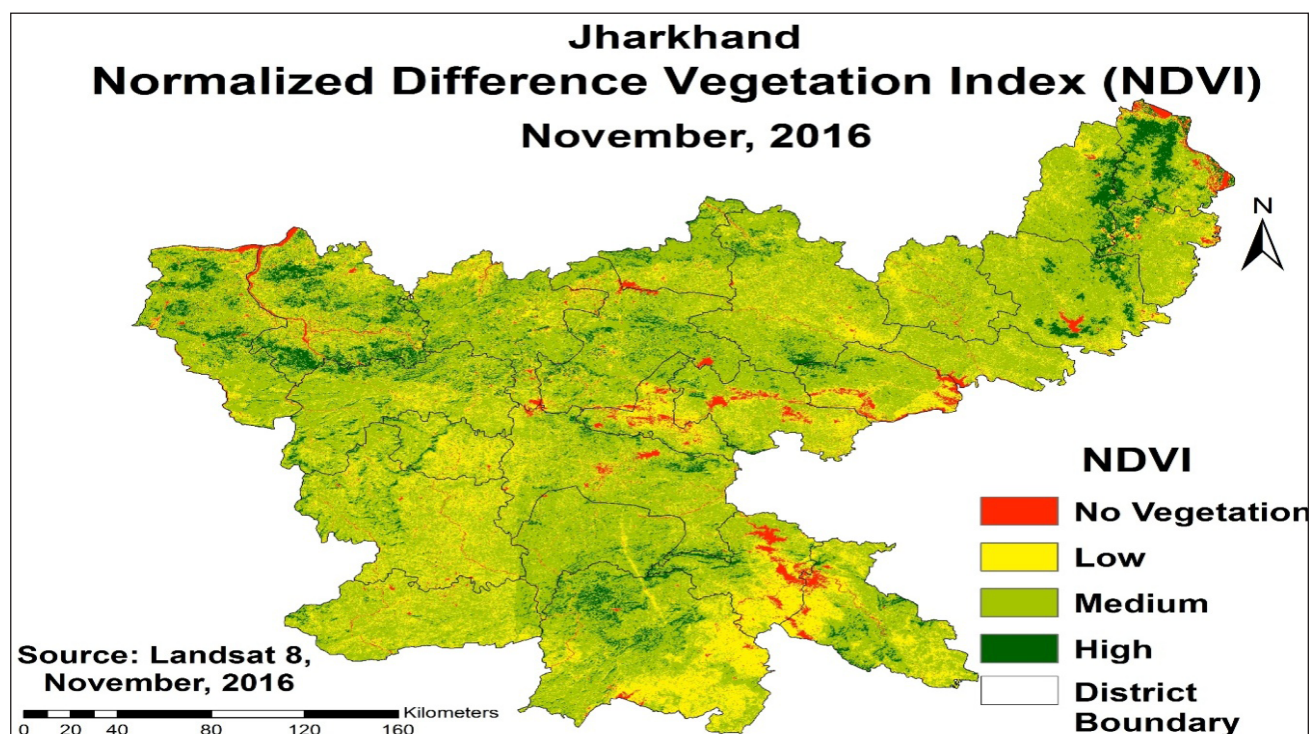 Jharkhand
Normalized Difference Vegetation Index (NDVI)
November, 2016
N
NDVI
No Vegetation
Low
Medium
High
District
Boundary
Source: Landsat 8,
November, 2016
Kilometers
0 20 40 80 120 160